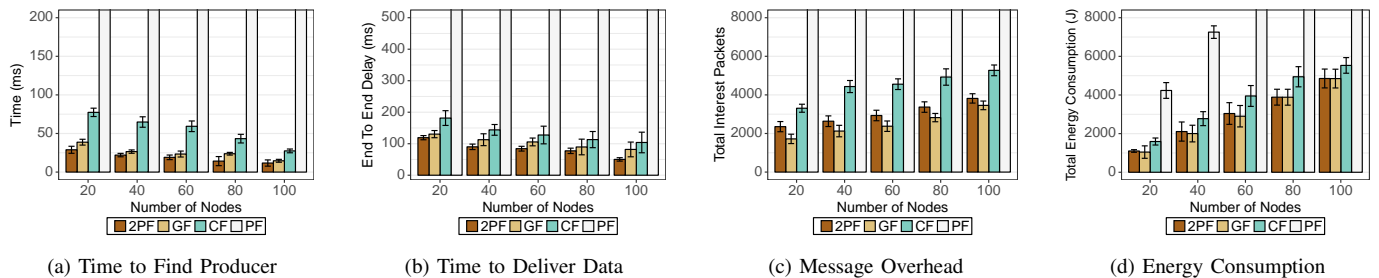 Time (ms)
200
150
100
50
0
20 40 60 80 100
Number of Nodes
2PF GF CF PF
(a) Time to Find Producer
End To End Delay (ms)
500
400
300
200
100
0
20 40 60 80 100
Number of Nodes
2PF GF CF PF
(b) Time to Deliver Data
Total Interest Packets
8000
6000
4000
2000
0
20 40 60 80 100
Number of Nodes
2PF GF CF PF
(c) Message Overhead
Total Energy Consumption (J)
8000
6000
4000
2000
0
20 40 60 80 100
Number of Nodes
2PF GF CF PF
(d) Energy Consumption